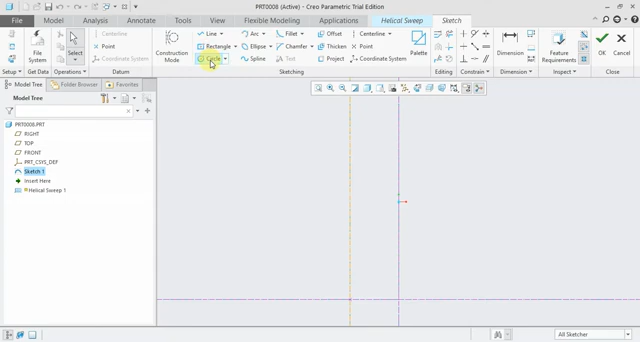 PRT0008 (Active) - Creo Parametric Trial Edition
File Model Analysis Annotate Tools View Flexible Modeling Applications Helical Sweep Sketch
File System
Select
Centerline
Point
Coordinate System
Construction Mode
Line Arc Fillet Offset Centerline
Rectangle Ellipse Chamfer Thicken Point
Circle Spline Text Project Coordinate System
Palette
Dimension
Feature Requirements
OK Cancel
Setup Get Data Operations Datum Sketching Editing Constrain Dimension Inspect Close
Model Tree Folder Browser Favorites
Model Tree
PRT0008.PRT
RIGHT
TOP
FRONT
PRT_CSYS_DEF
Sketch 1
Insert Here
Helical Sweep 1
All Sketcher